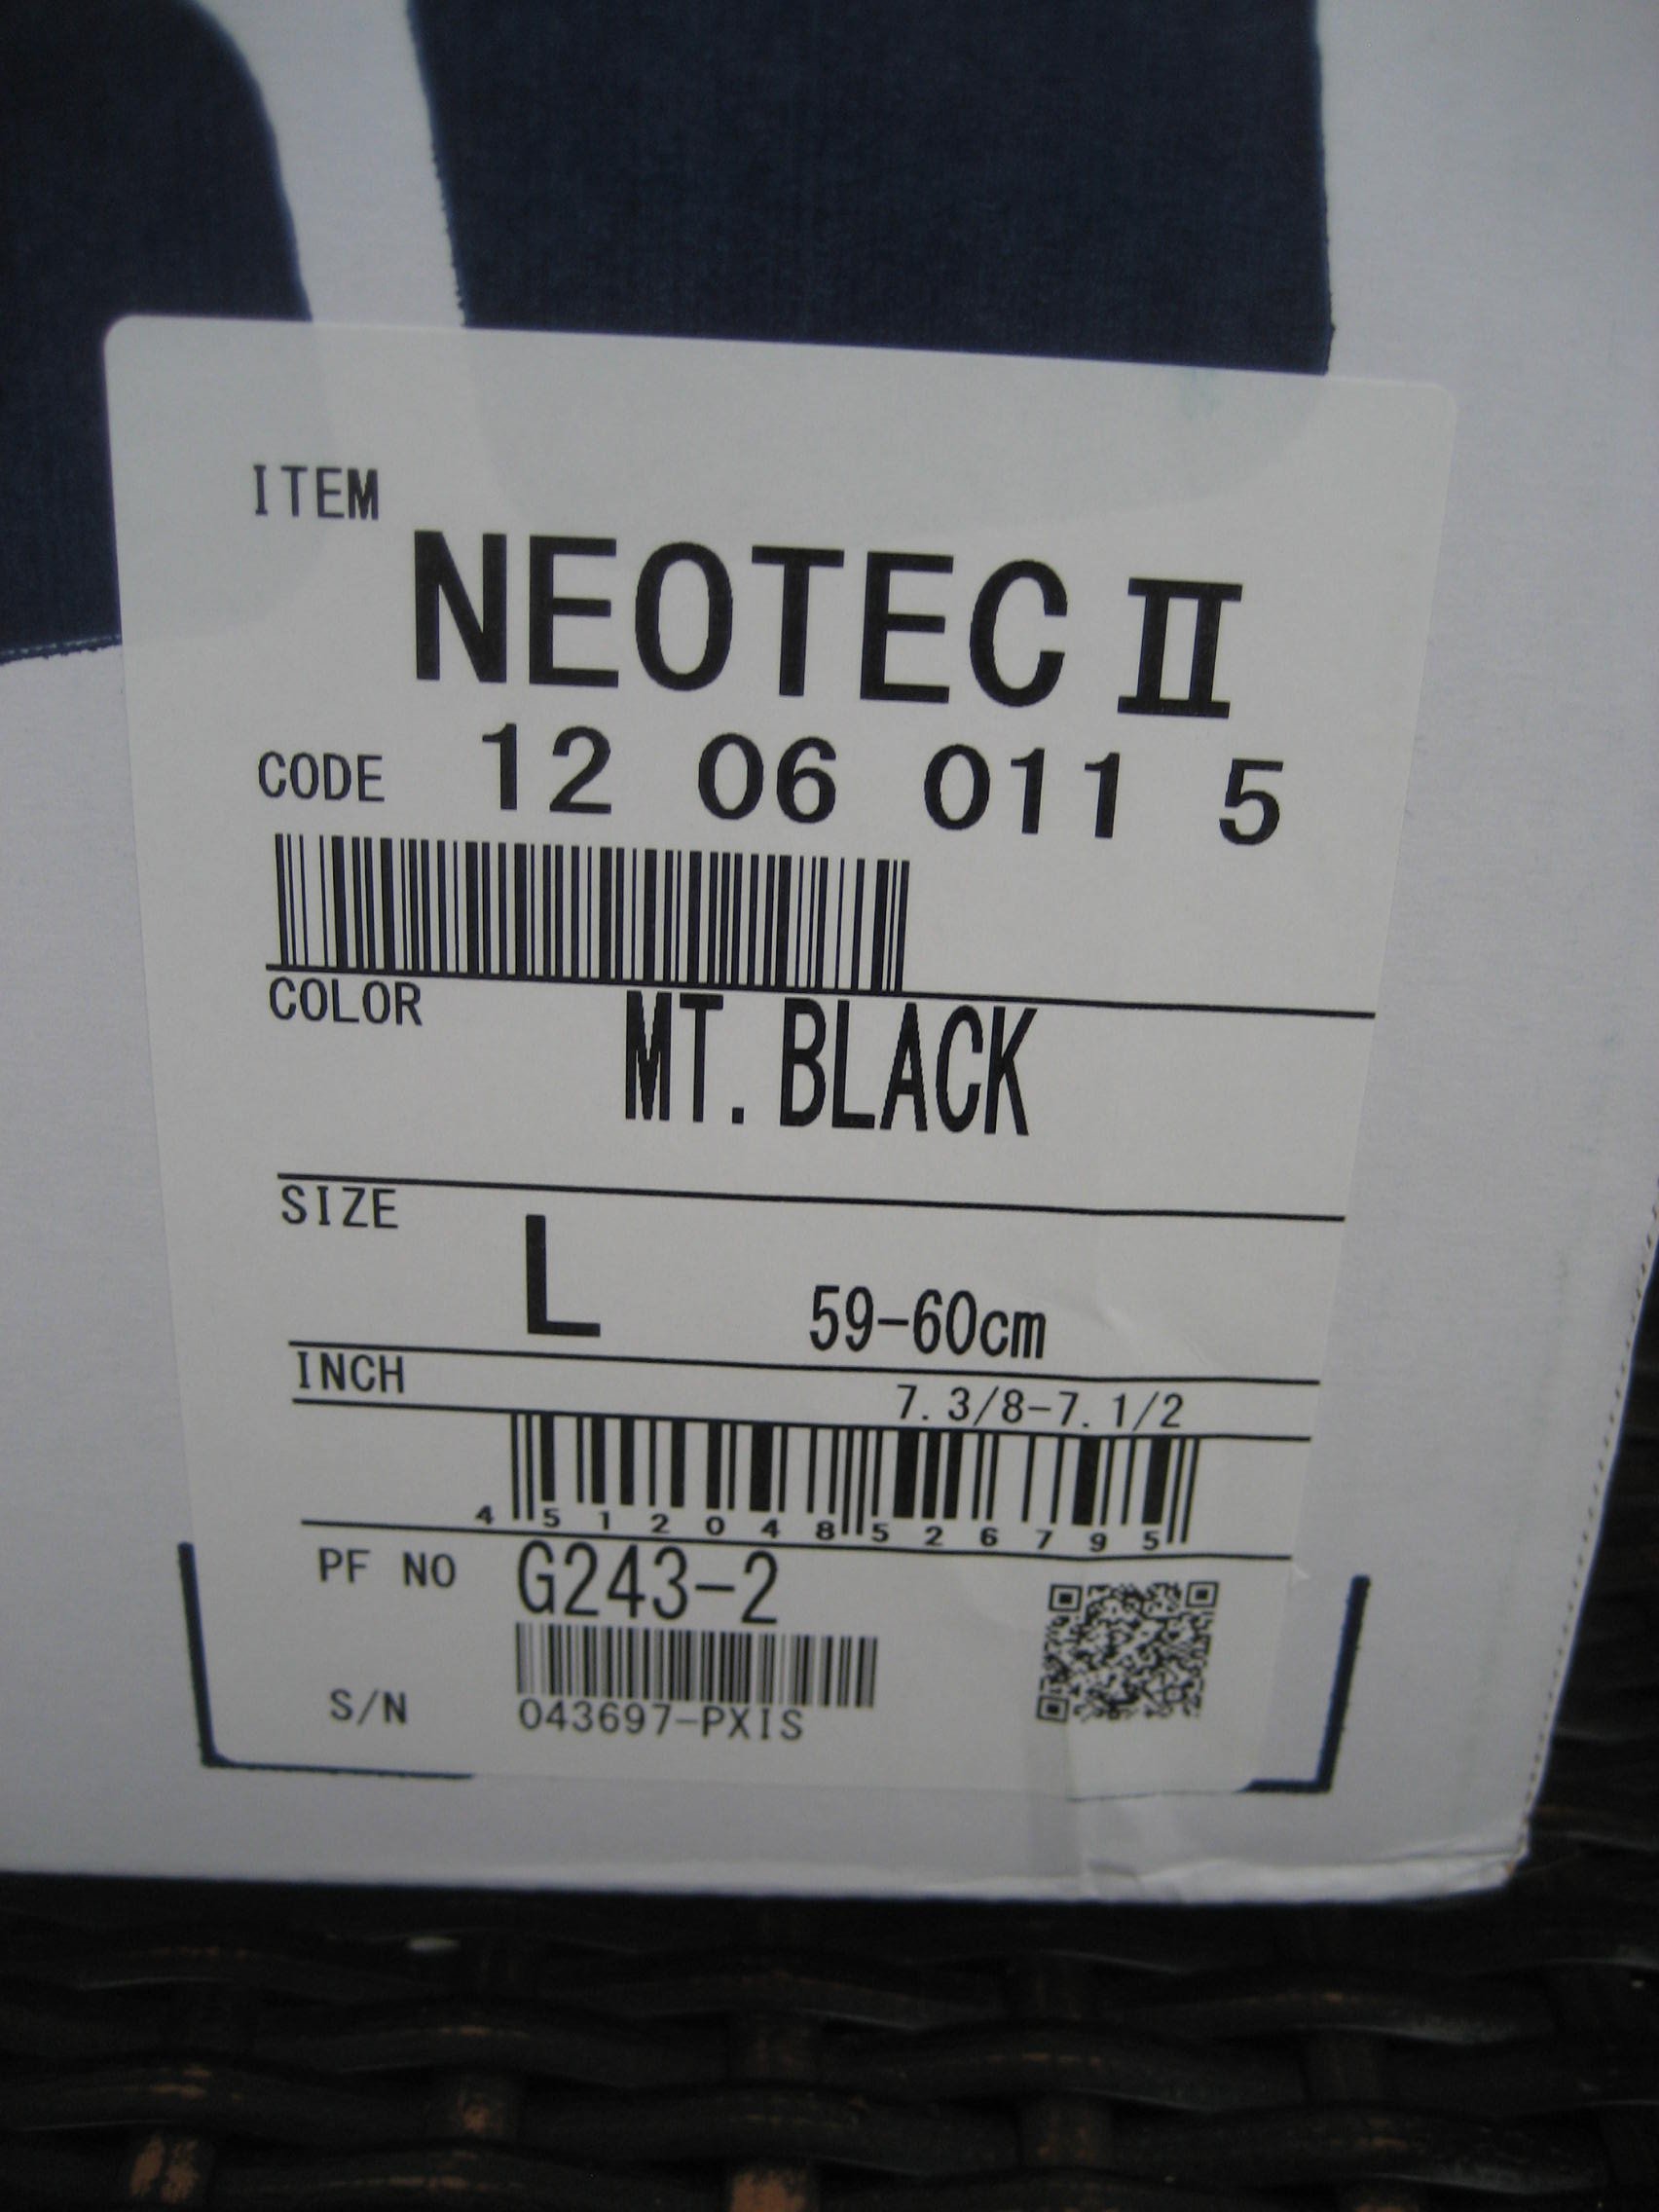 ITEM
NEOTEC Ⅱ
CODE 12 06 011 5
COLOR MT. BLACK
SIZE L 59-60cm
INCH 7.3/8-7.1/2
4 512048 526795
PF NO G243-2
S/N 043697-PXIS